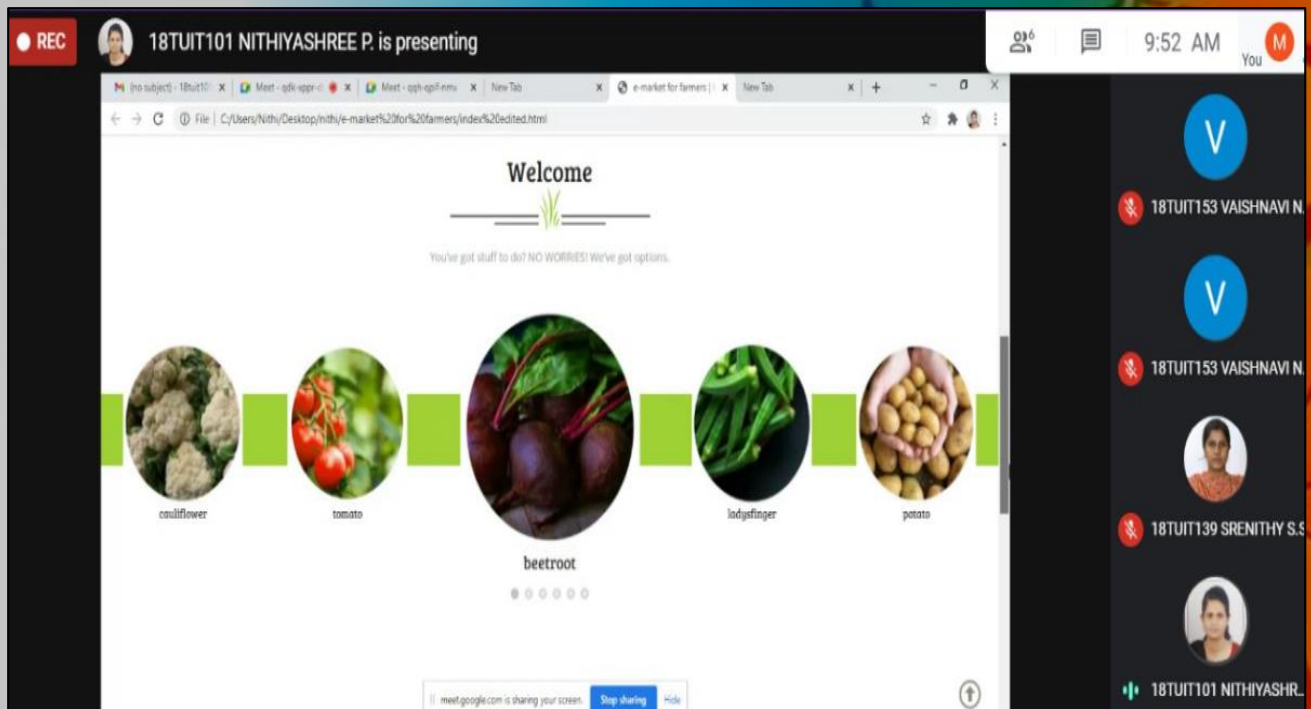 REC
18TUIT101 NITHIYASHREE P. is presenting
6
9:52 AM
You
M
(no subject) - 18tuit10
Meet - qdk-xppr-c
Meet - qqh-qpif-nmu
New Tab
e-market for farmers |
New Tab
File | C:/Users/Nithi/Desktop/nithi/e-market%20for%20farmers/index%20edited.html
Welcome
You've got stuff to do? NO WORRIES! We've got options.
cauliflower
tomato
beetroot
ladysfinger
potato
meet.google.com is sharing your screen.
Stop sharing
Hide
V
18TUIT153 VAISHNAVI N.
V
18TUIT153 VAISHNAVI N.
18TUIT139 SRENITHY S.S
18TUIT101 NITHIYASHR...